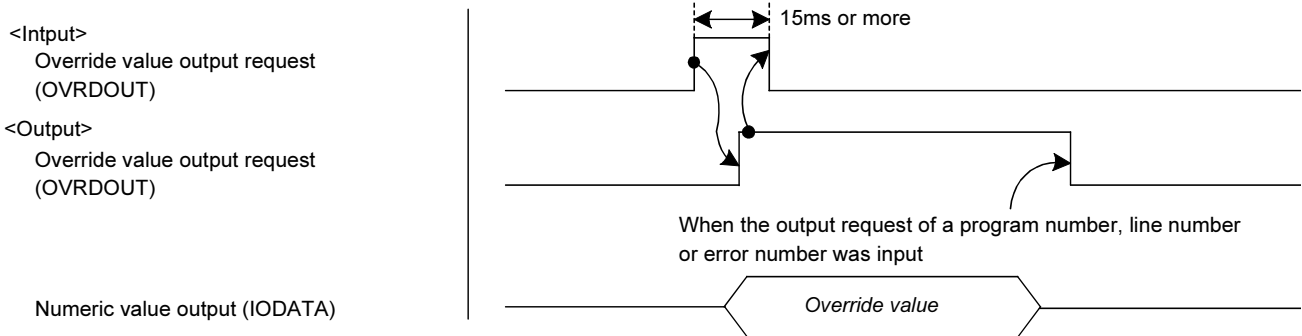 15ms or more
<Intput>
Override value output request
(OVRDOUT)
<Output>
Override value output request
(OVRDOUT)
When the output request of a program number, line number
or error number was input
Numeric value output (IODATA)
Override value